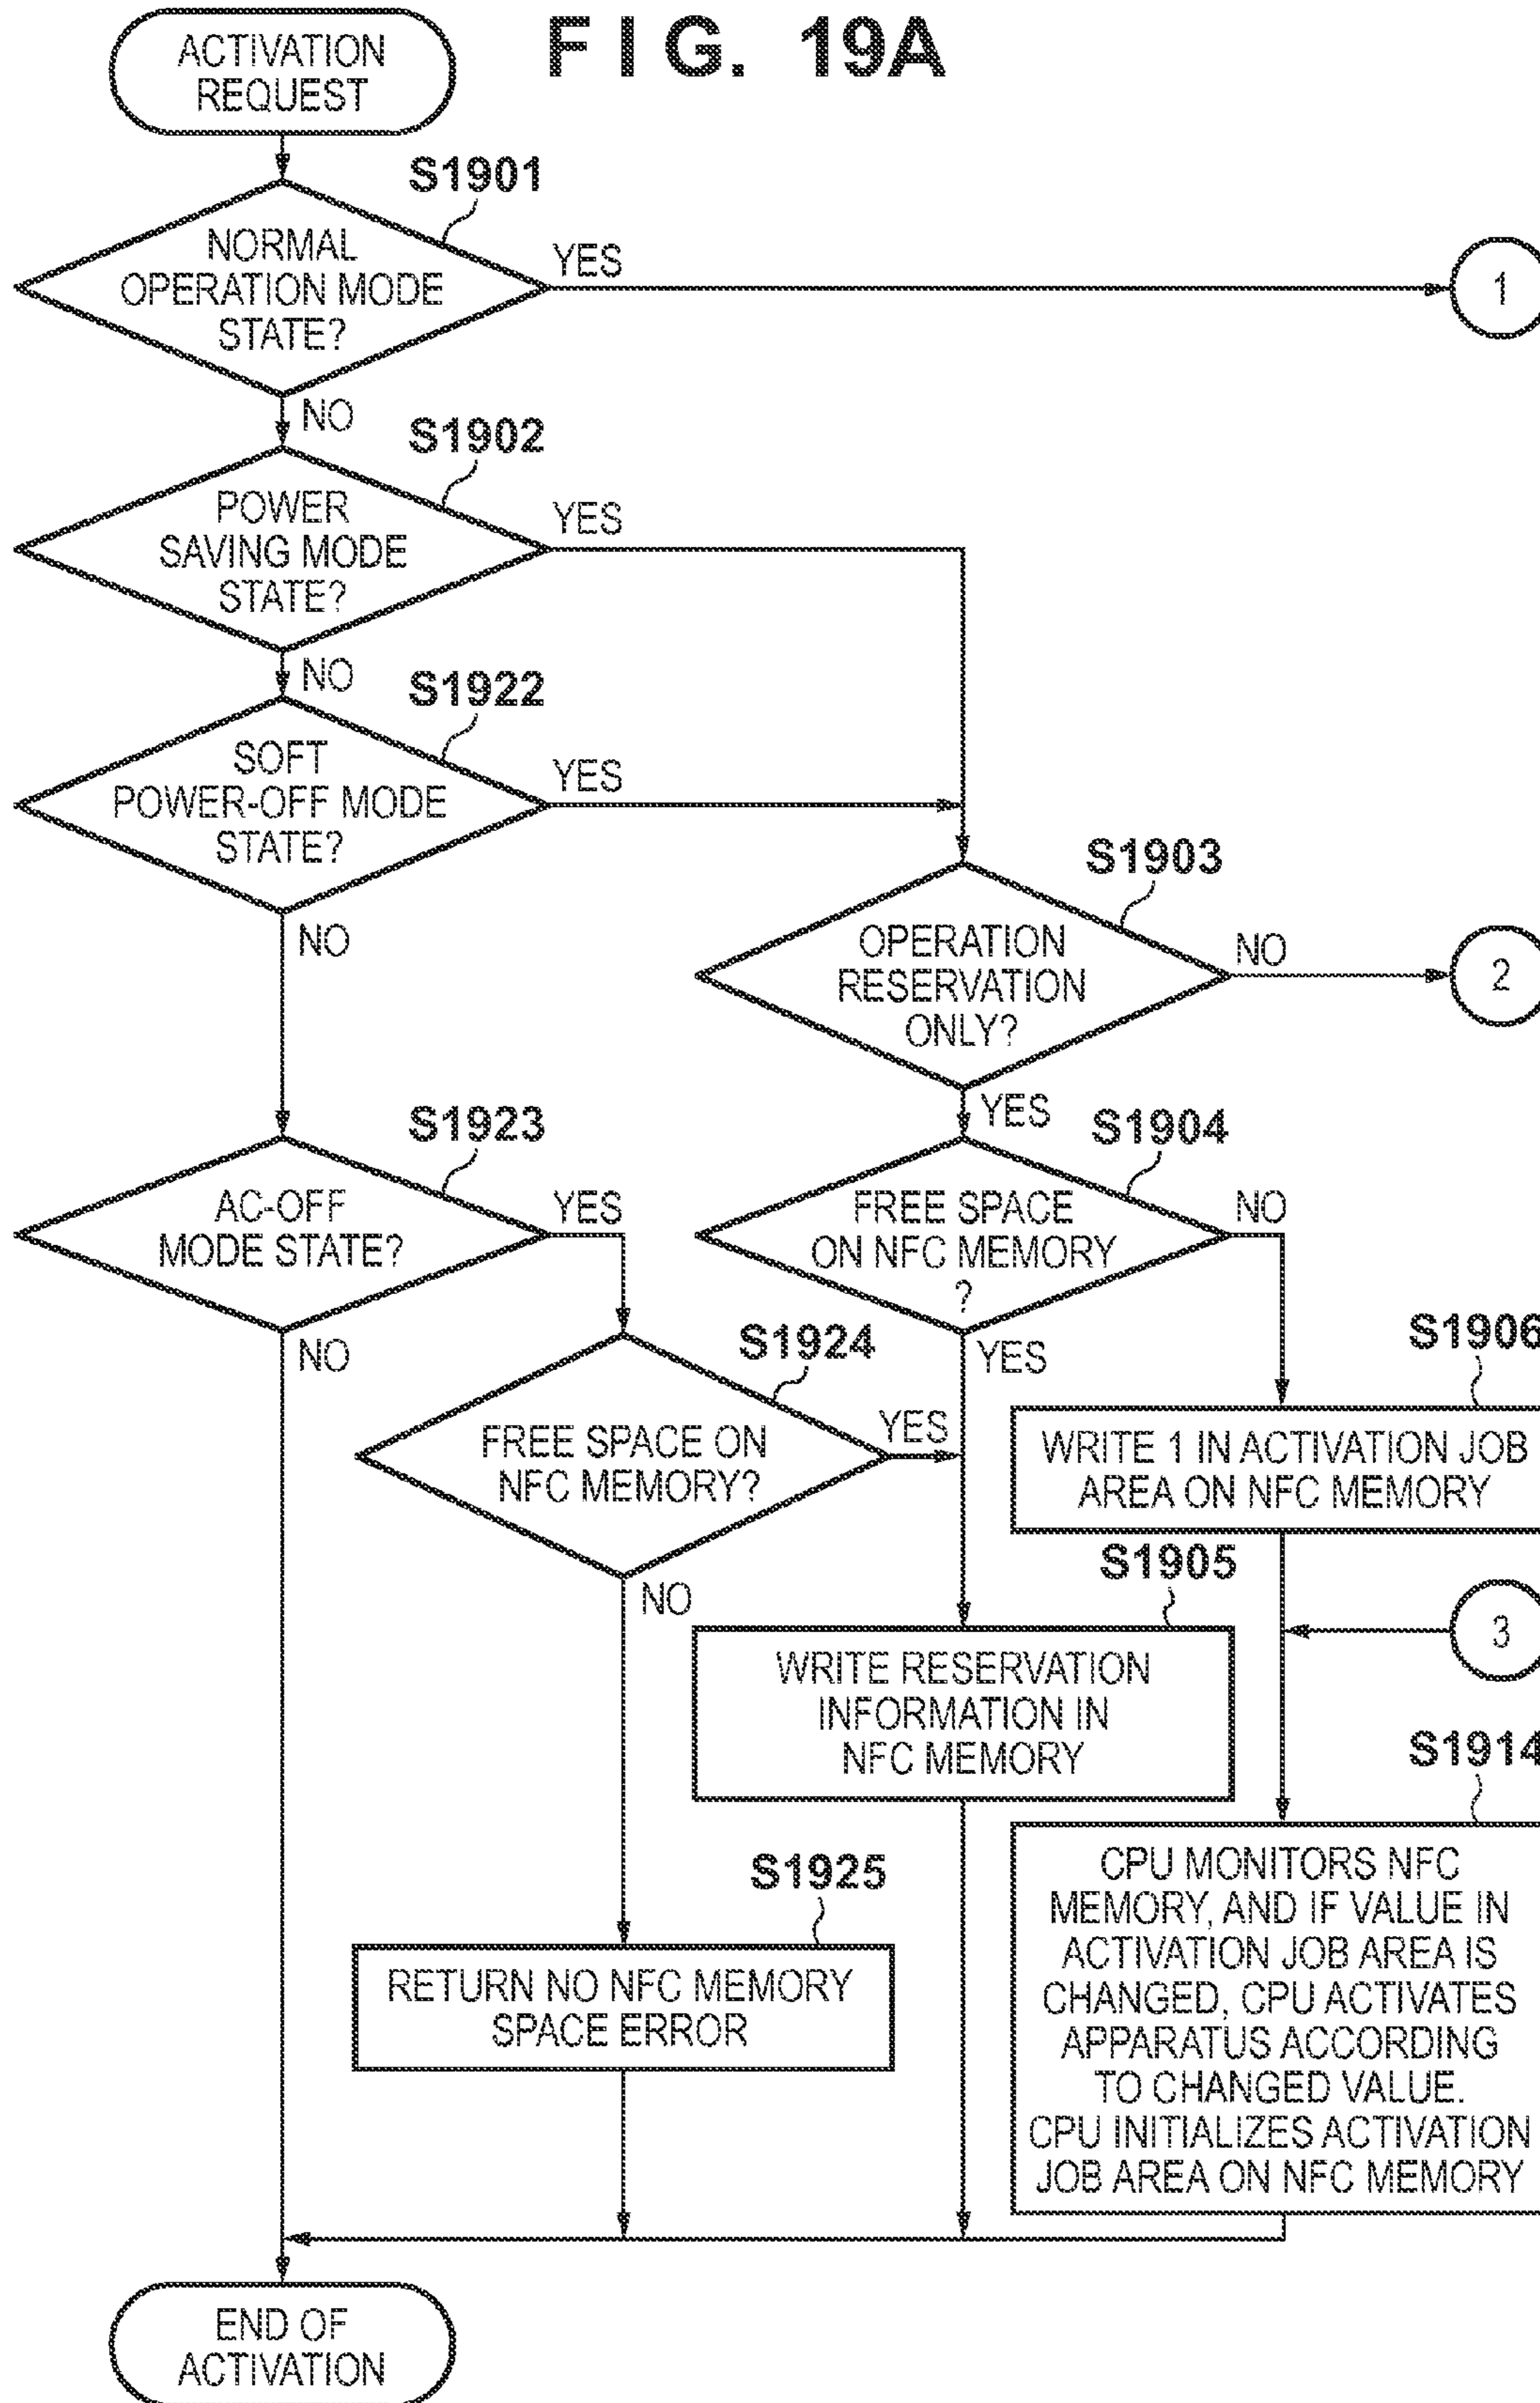 FIG. 19A
ACTIVATION
REQUEST
S1901
NORMAL
OPERATION MODE
STATE?
YES
1
NO
S1902
POWER
SAVING MODE
STATE?
YES
NO
S1922
SOFT
POWER-OFF MODE
STATE?
YES
NO
S1903
OPERATION
RESERVATION
ONLY?
NO
2
YES
S1923
AC-OFF
MODE STATE?
YES
NO
S1904
FREE SPACE
ON NFC MEMORY
?
NO
YES
S1924
FREE SPACE ON
NFC MEMORY?
YES
NO
S1906
WRITE 1 IN ACTIVATION JOB
AREA ON NFC MEMORY
S1905
WRITE RESERVATION
INFORMATION IN
NFC MEMORY
3
S1914
CPU MONITORS NFC
MEMORY, AND IF VALUE IN
ACTIVATION JOB AREA IS
CHANGED, CPU ACTIVATES
APPARATUS ACCORDING
TO CHANGED VALUE.
CPU INITIALIZES ACTIVATION
JOB AREA ON NFC MEMORY
S1925
RETURN NO NFC MEMORY
SPACE ERROR
END OF
ACTIVATION